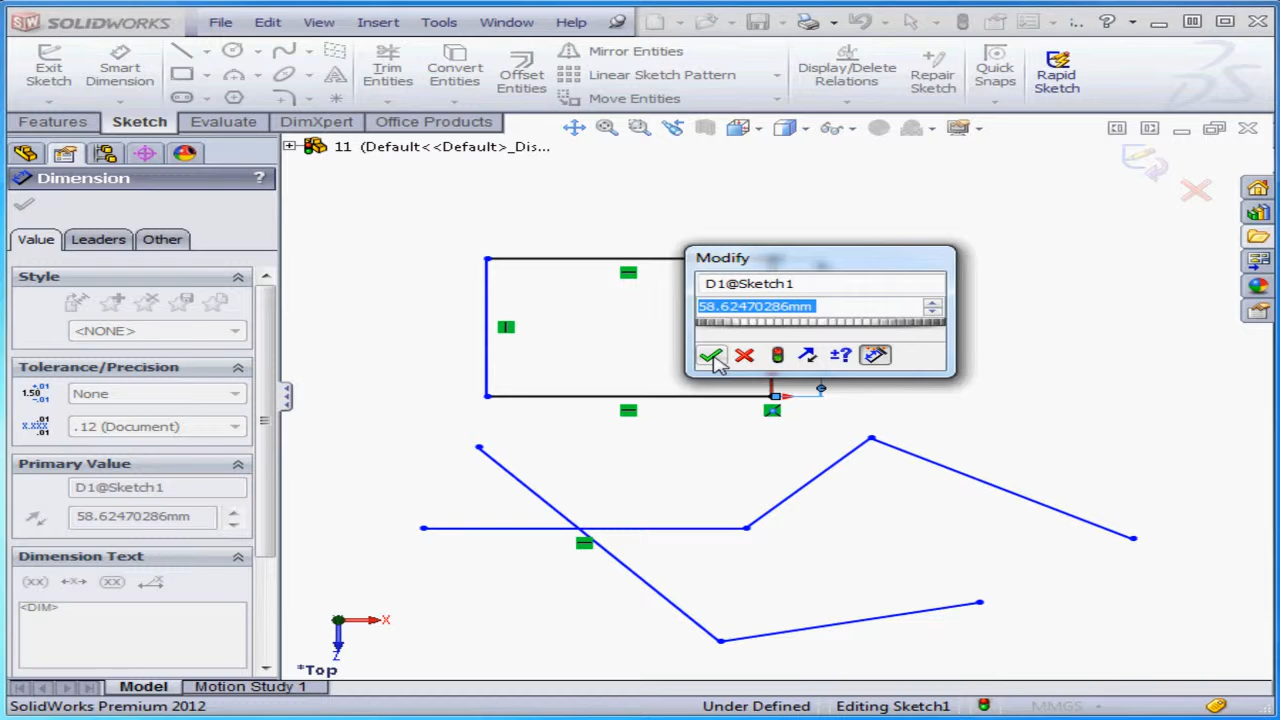 SOLIDWORKS File Edit View Insert Tools Window Help
Exit Sketch
Smart Dimension
Trim Entities
Convert Entities
Offset Entities
Mirror Entities
Linear Sketch Pattern
Move Entities
Display/Delete Relations
Repair Sketch
Quick Snaps
Rapid Sketch
Features Sketch Evaluate DimXpert Office Products
11 (Default<<Default>_Dis...
Dimension ?
Value Leaders Other
Style
<NONE>
Tolerance/Precision
None
.12 (Document)
Primary Value
D1@Sketch1
58.62470286mm
Dimension Text
<DIM>
Modify
D1@Sketch1
58.62470286mm
X
Z
*Top
Model Motion Study 1
SolidWorks Premium 2012 Under Defined Editing Sketch1 MMGS